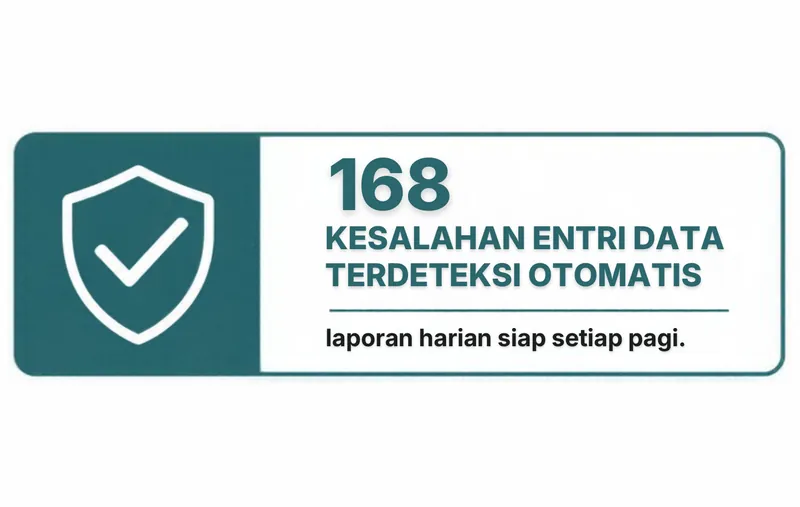 168
KESALAHAN ENTRI DATA
TERDETEKSI OTOMATIS
laporan harian siap setiap pagi.